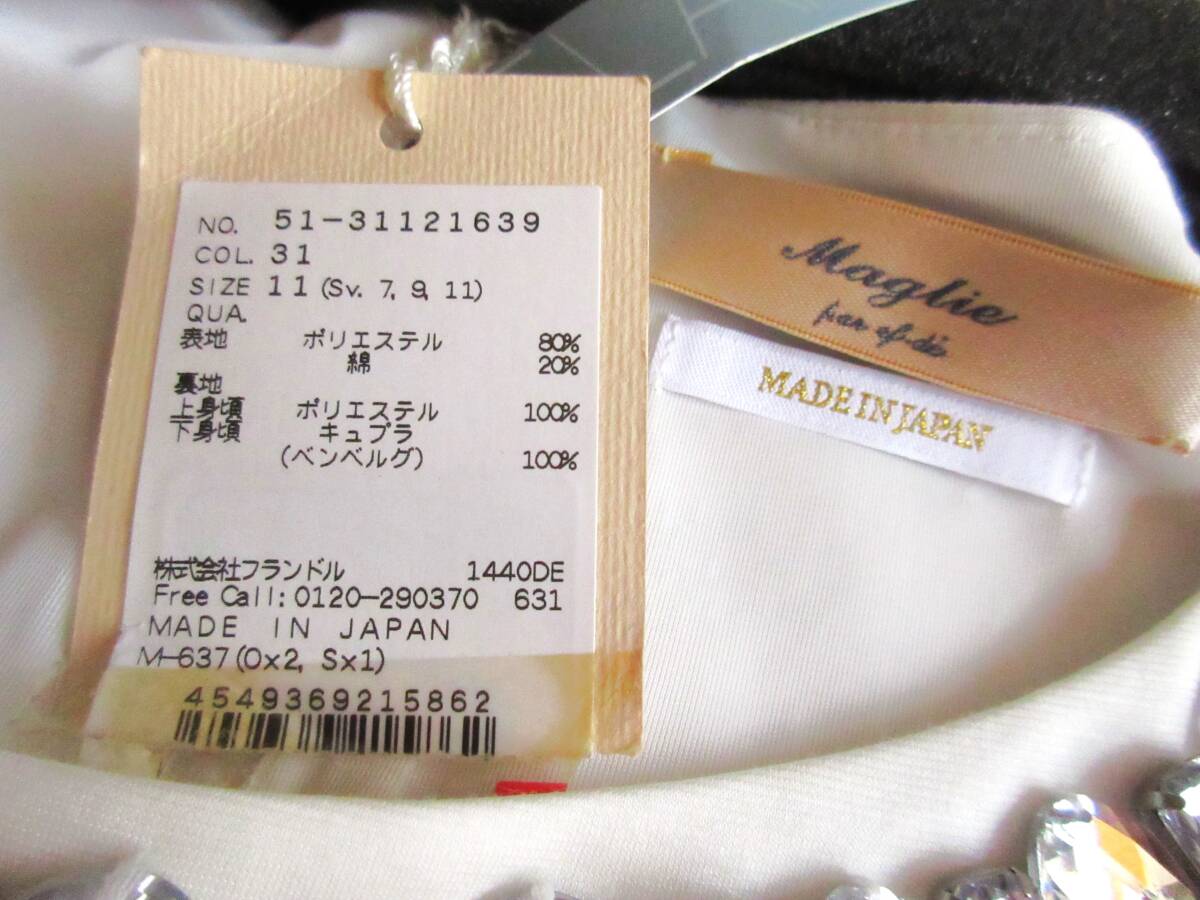 NO. 51-31121639
COL. 31
SIZE 11 (Sv. 7, 9, 11)
QUA.
表地 ポリエステル 80%
綿 20%
裏地
上身頃 ポリエステル 100%
下身頃 キュプラ
(ベンベルグ) 100%
株式会社フランドル 1440DE
Free Call: 0120-290370 631
MADE IN JAPAN
M-637 (Ox2, Sx1)
4549369215862
Maglie
par ef-dé
MADE IN JAPAN